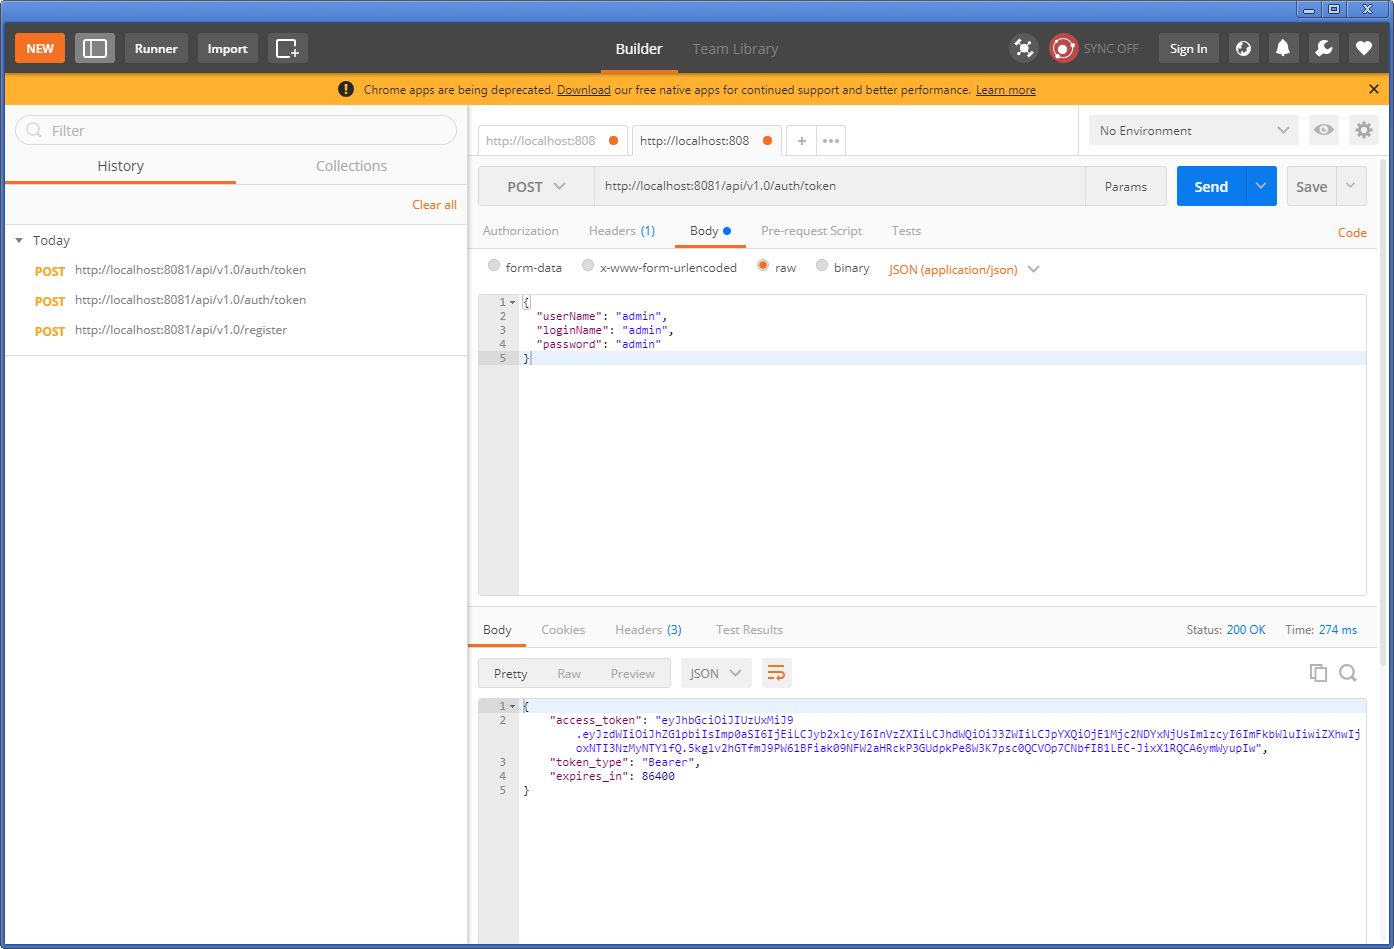 NEW
Runner
Import
Builder
Team Library
SYNC OFF
Sign In
Chrome apps are being deprecated. Download our free native apps for continued support and better performance. Learn more
Filter
History
Collections
Clear all
Today
POST http://localhost:8081/api/v1.0/auth/token
POST http://localhost:8081/api/v1.0/auth/token
POST http://localhost:8081/api/v1.0/register
http://localhost:808
http://localhost:808
No Environment
POST
http://localhost:8081/api/v1.0/auth/token
Params
Send
Save
Authorization
Headers (1)
Body
Pre-request Script
Tests
Code
form-data
x-www-form-urlencoded
raw
binary
JSON (application/json)
1 {
2 "userName": "admin",
3 "loginName": "admin",
4 "password": "admin"
5 }
Body
Cookies
Headers (3)
Test Results
Status: 200 OK
Time: 274 ms
Pretty
Raw
Preview
JSON
1 {
2 "access_token": "eyJhbGciOiJIUzUxMiJ9
.eyJzdWIiOiJhZG1pbiIsImp0aSI6IjEiLCJyb2xlcyI6InVzZXIiLCJhdWQiOiJ3ZWIiLCJpYXQiOjE1Mjc2NDYxNjUsImlzcyI6ImFkbWluIiwiZXhwIj
oxNTI3NzMyNTY1fQ.5kglv2hGTfmJ9PW61BFiak09NFW2aHRckP3GUdpkPe8W3K7psc0QCVOp7CNbfIB1LEC-JixX1RQCA6ymWyupIw",
3 "token_type": "Bearer",
4 "expires_in": 86400
5 }